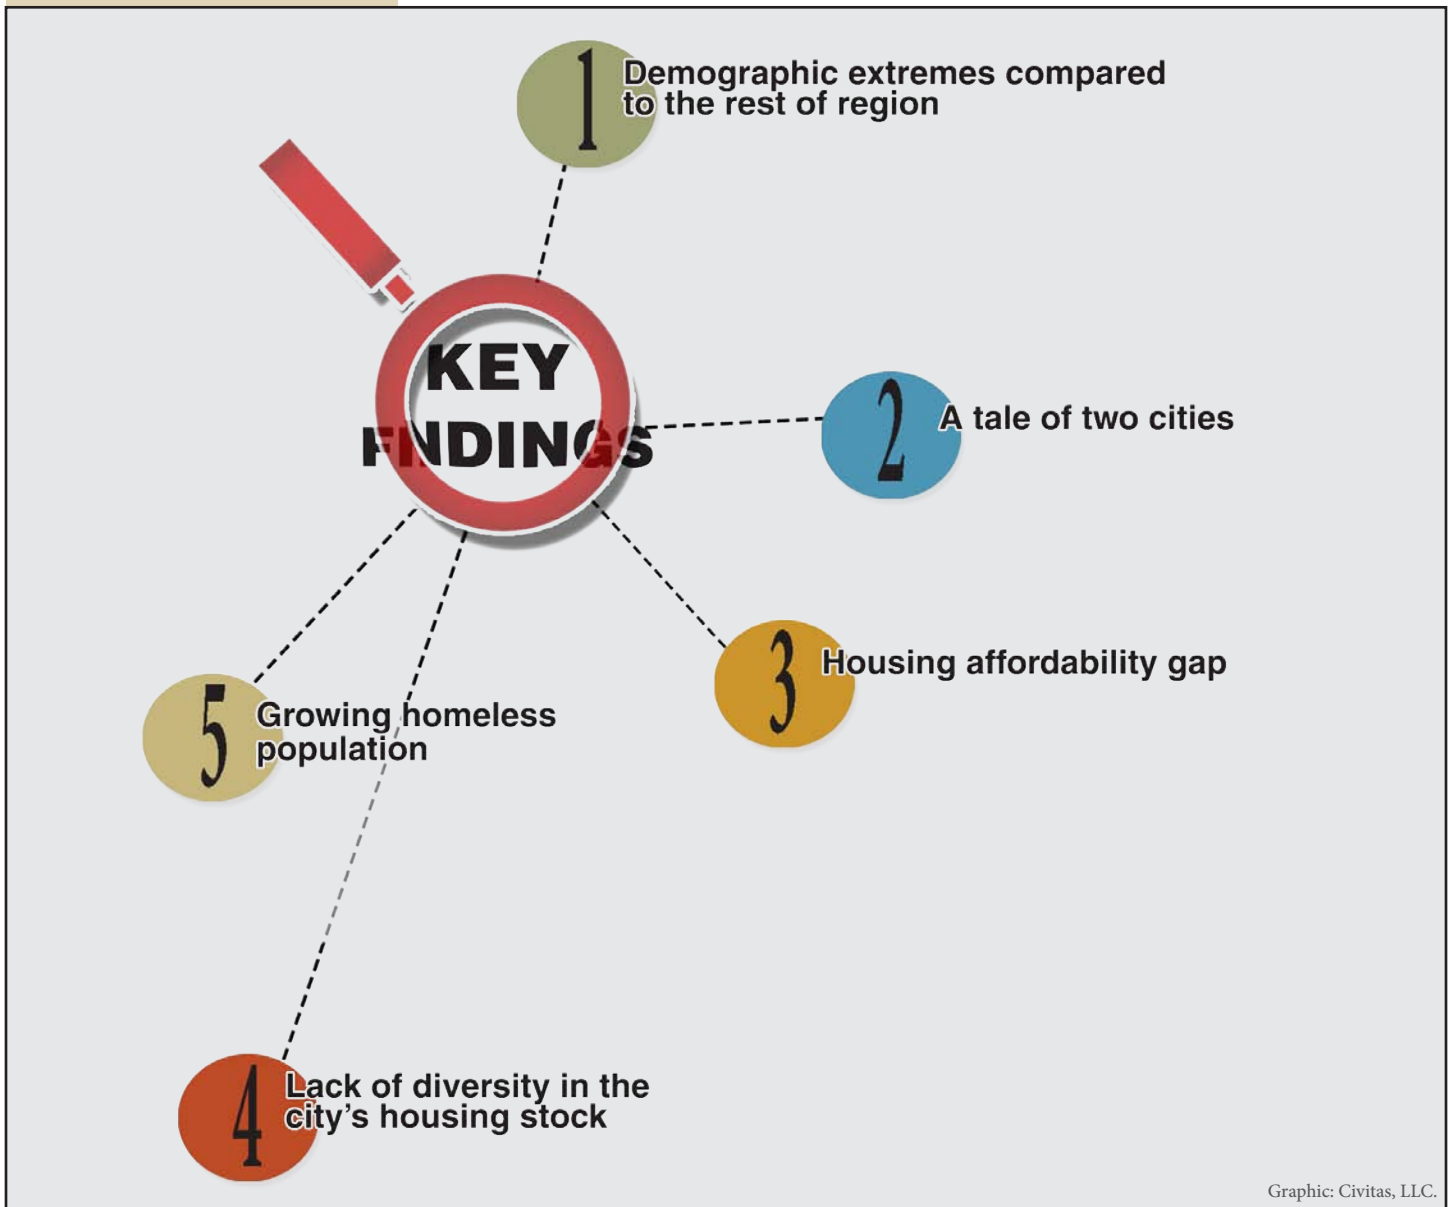 1
Demographic extremes compared
to the rest of region
KEY
FNDINGS
2
A tale of two cities
3
Housing affordability gap
5
Growing homeless
population
4
Lack of diversity in the
city’s housing stock
Graphic: Civitas, LLC.